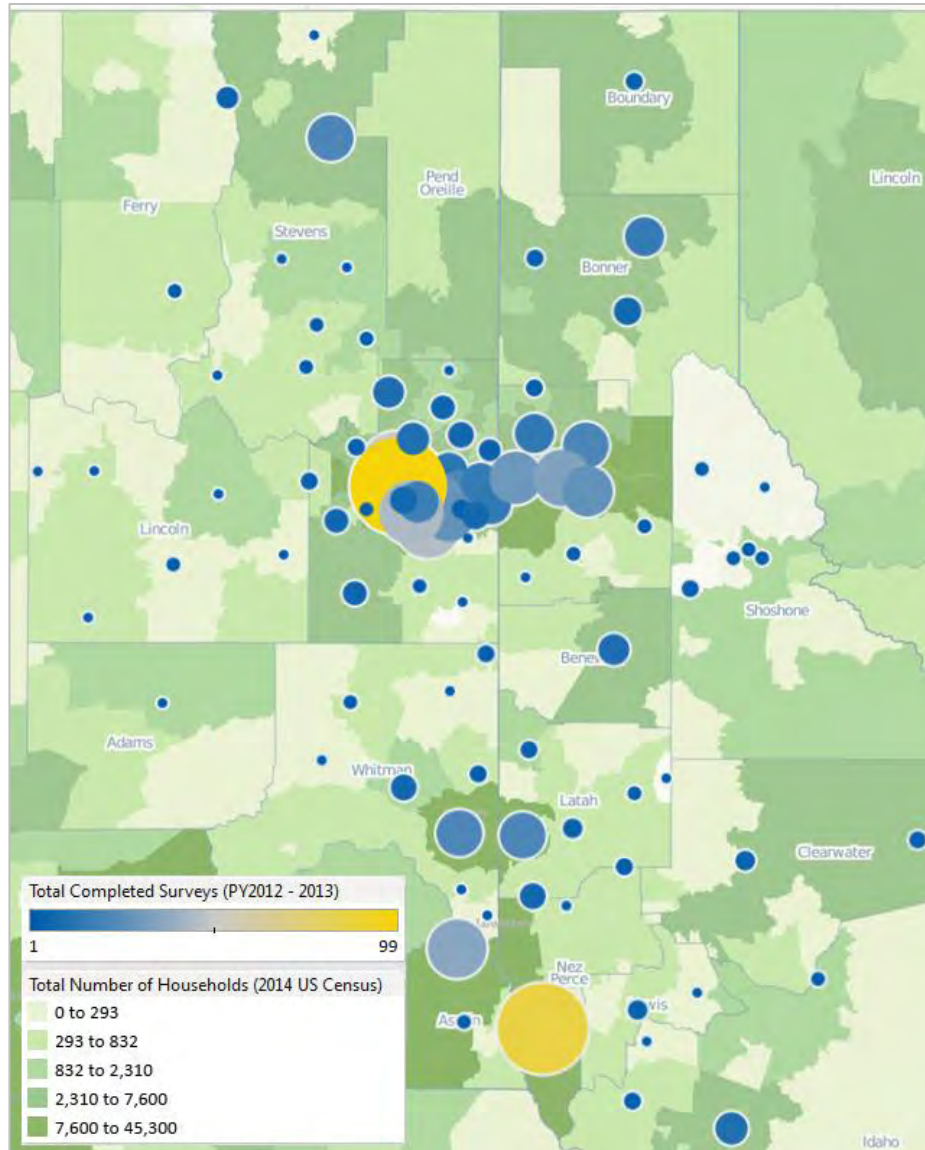 Boundary
Pend
Oreille
Lincoln
Ferry
Stevens
Bonner
Lincoln
Shoshone
Adams
Whitman
Latah
Clearwater
Nez
Perce
Idaho
Total Completed Surveys (PY2012 - 2013)
1 99
Total Number of Households (2014 US Census)
0 to 293
293 to 832
832 to 2,310
2,310 to 7,600
7,600 to 45,300